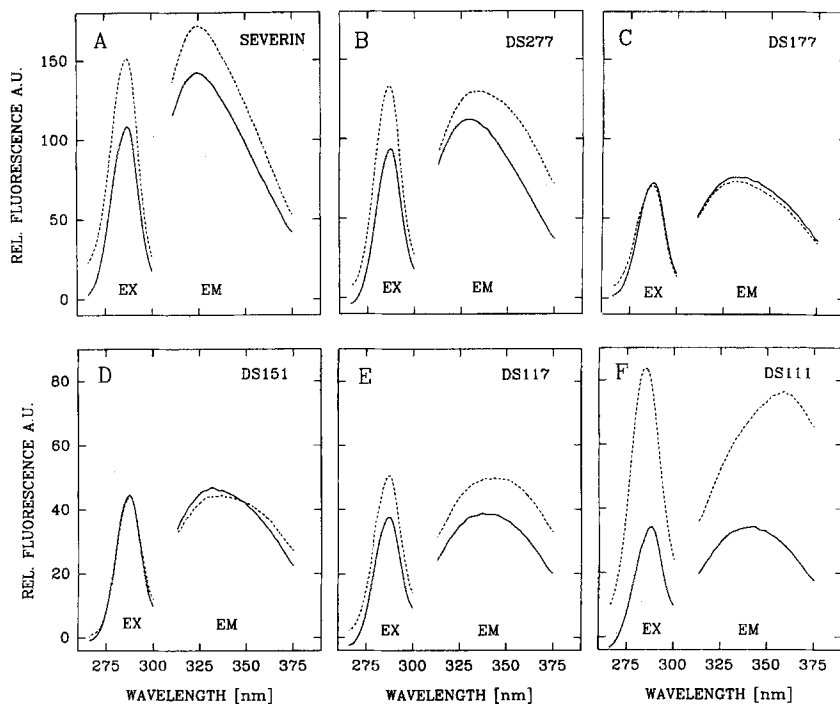 A SEVERIN
B DS277
C DS177
REL. FLUORESCENCE A.U.
150
100
50
0
EX EM
EX EM
EX EM
D DS151
E DS117
F DS111
REL. FLUORESCENCE A.U.
80
60
40
20
0
EX EM
EX EM
EX EM
275 300 325 350 375
275 300 325 350 375
275 300 325 350 375
WAVELENGTH [nm]
WAVELENGTH [nm]
WAVELENGTH [nm]